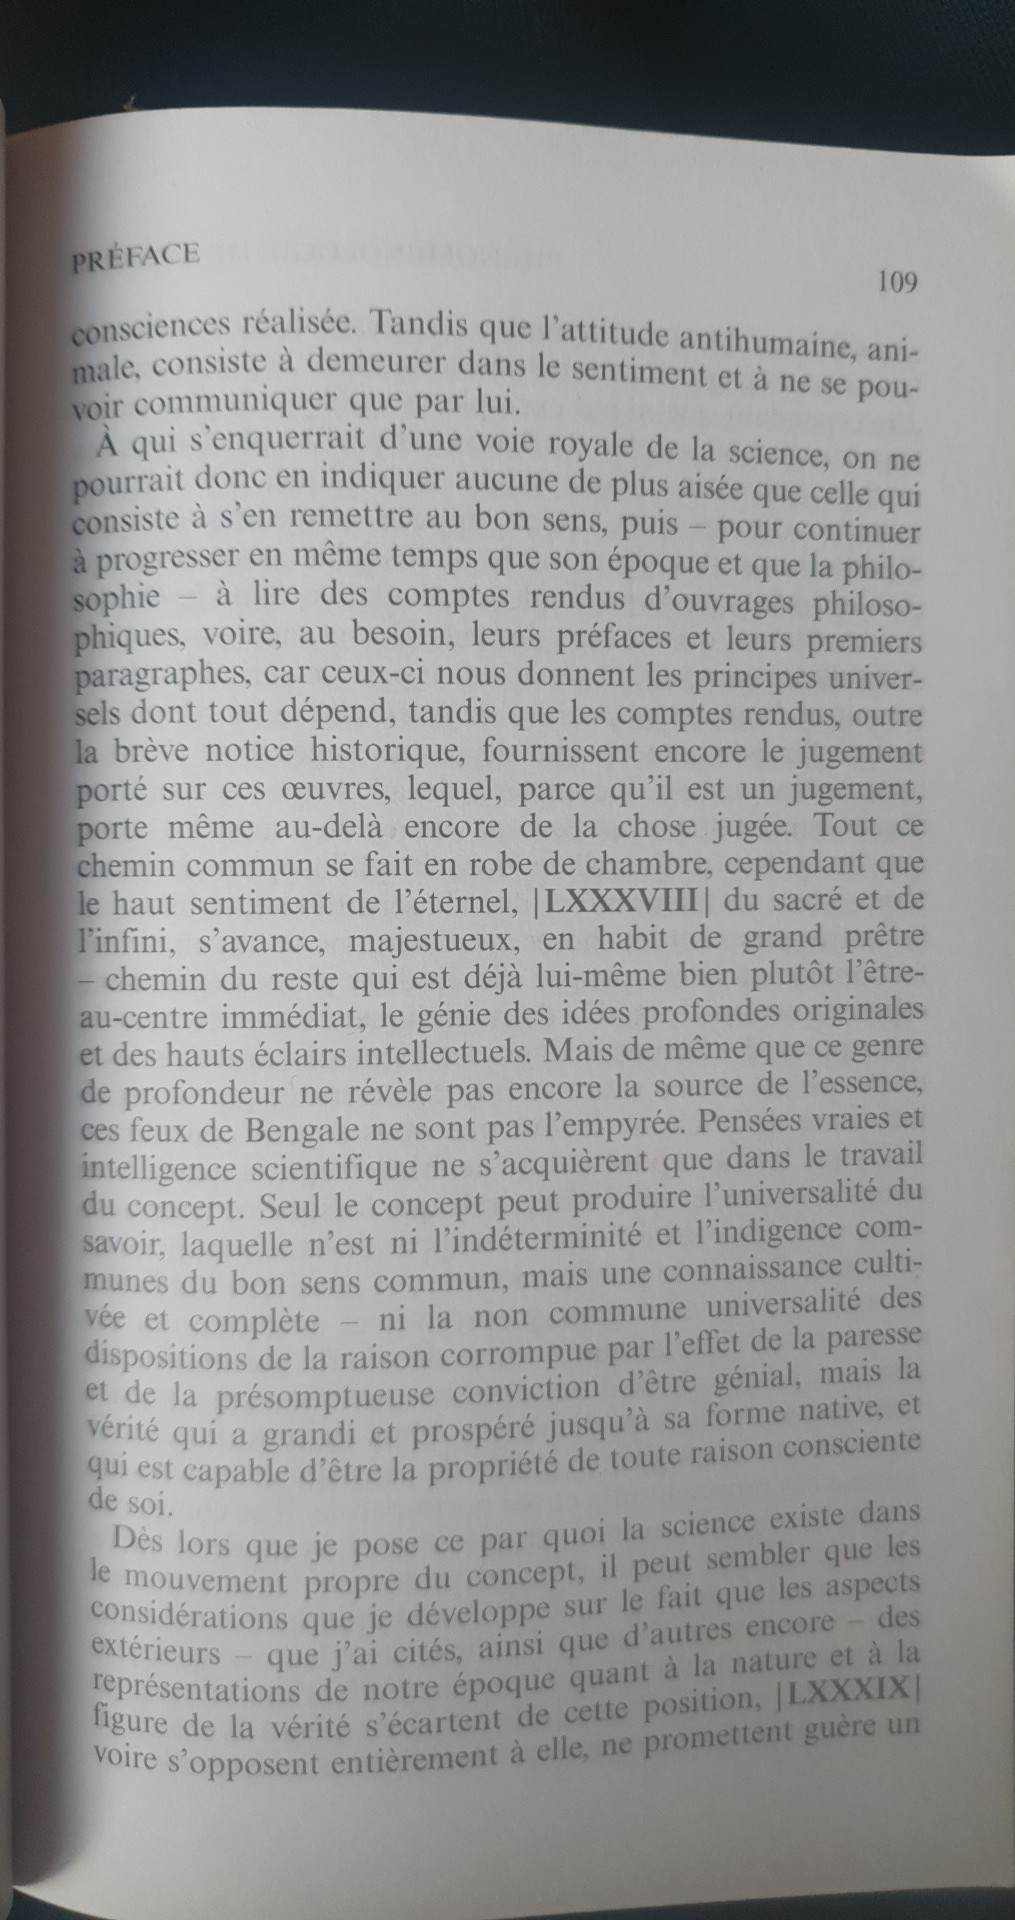 PRÉFACE
109
consciences réalisée. Tandis que l'attitude antihumaine, ani-
male, consiste à demeurer dans le sentiment et à ne se pou-
voir communiquer que par lui.
À qui s'enquerrait d'une voie royale de la science, on ne
pourrait donc en indiquer aucune de plus aisée que celle qui
consiste à s'en remettre au bon sens, puis – pour continuer
à progresser en même temps que son époque et que la philo-
sophie – à lire des comptes rendus d'ouvrages philoso-
phiques, voire, au besoin, leurs préfaces et leurs premiers
paragraphes, car ceux-ci nous donnent les principes univer-
sels dont tout dépend, tandis que les comptes rendus, outre
la brève notice historique, fournissent encore le jugement
porté sur ces œuvres, lequel, parce qu'il est un jugement,
porte même au-delà encore de la chose jugée. Tout ce
chemin commun se fait en robe de chambre, cependant que
le haut sentiment de l'éternel, |LXXXVIII| du sacré et de
l'infini, s'avance, majestueux, en habit de grand prêtre
– chemin du reste qui est déjà lui-même bien plutôt l'être-
au-centre immédiat, le génie des idées profondes originales
et des hauts éclairs intellectuels. Mais de même que ce genre
de profondeur ne révèle pas encore la source de l'essence,
ces feux de Bengale ne sont pas l'empyrée. Pensées vraies et
intelligence scientifique ne s'acquièrent que dans le travail
du concept. Seul le concept peut produire l'universalité du
savoir, laquelle n'est ni l'indéterminité et l'indigence com-
munes du bon sens commun, mais une connaissance culti-
vée et complète – ni la non commune universalité des
dispositions de la raison corrompue par l'effet de la paresse
et de la présomptueuse conviction d'être génial, mais la
vérité qui a grandi et prospéré jusqu'à sa forme native, et
qui est capable d'être la propriété de toute raison consciente
de soi.
Dès lors que je pose ce par quoi la science existe dans
le mouvement propre du concept, il peut sembler que les
considérations que je développe sur le fait que les aspects
extérieurs – que j'ai cités, ainsi que d'autres encore – des
représentations de notre époque quant à la nature et à la
figure de la vérité s'écartent de cette position, |LXXXIX|
voire s'opposent entièrement à elle, ne promettent guère un